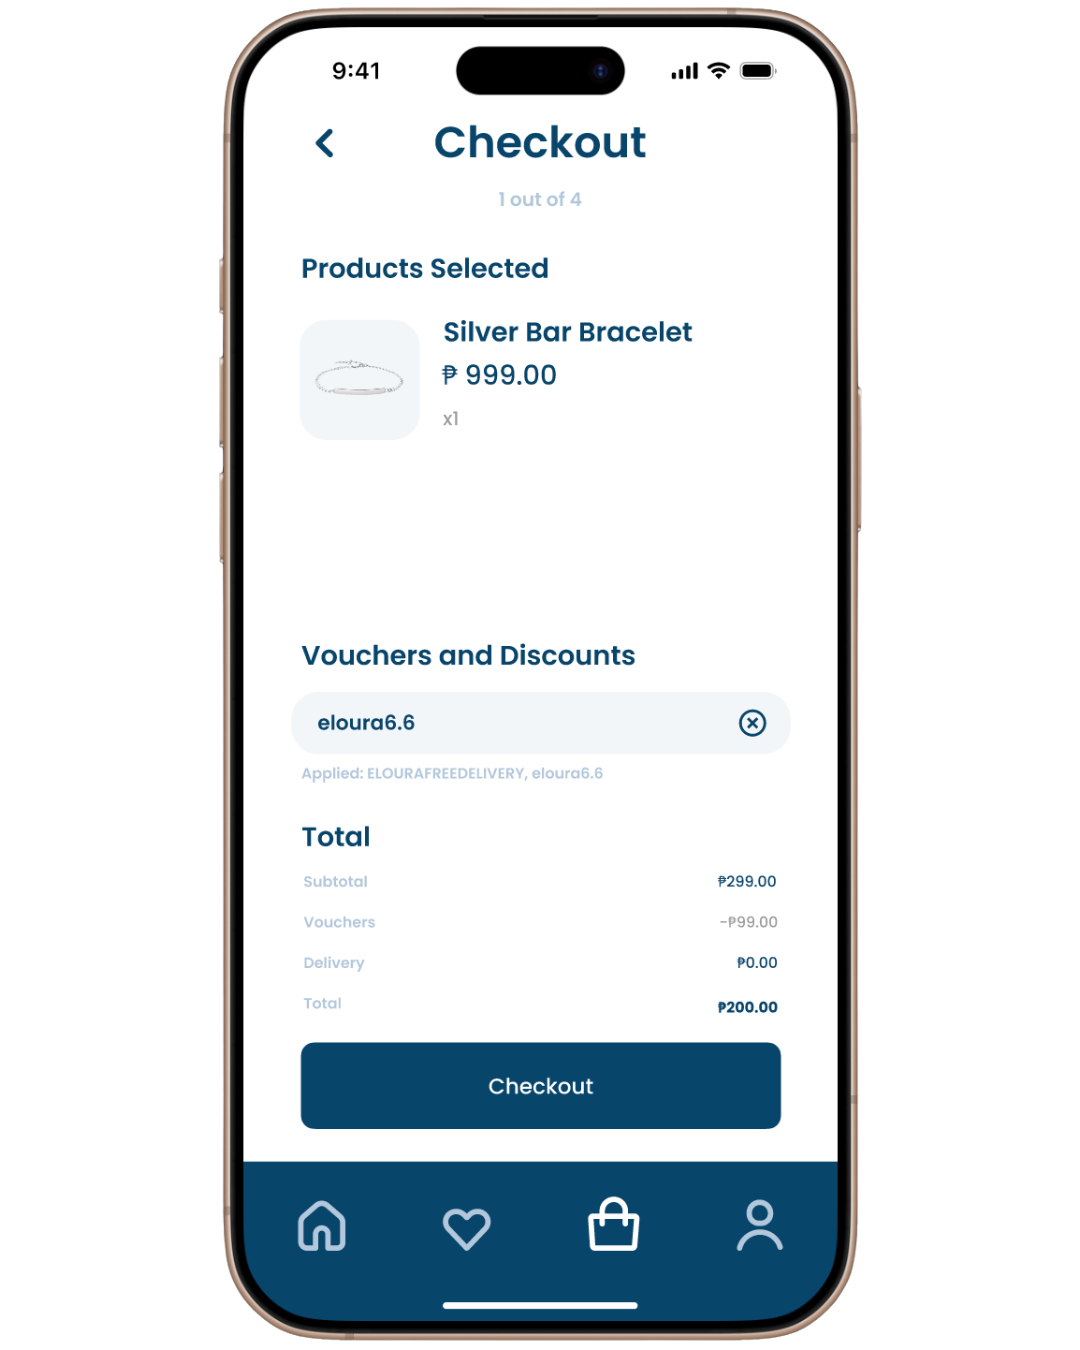 9:41
Checkout
1 out of 4
Products Selected
Silver Bar Bracelet
₱ 999.00
x1
Vouchers and Discounts
eloura6.6
Applied: ELOURAFREEDELIVERY, eloura6.6
Total
Subtotal ₱299.00
Vouchers -₱99.00
Delivery ₱0.00
Total ₱200.00
Checkout